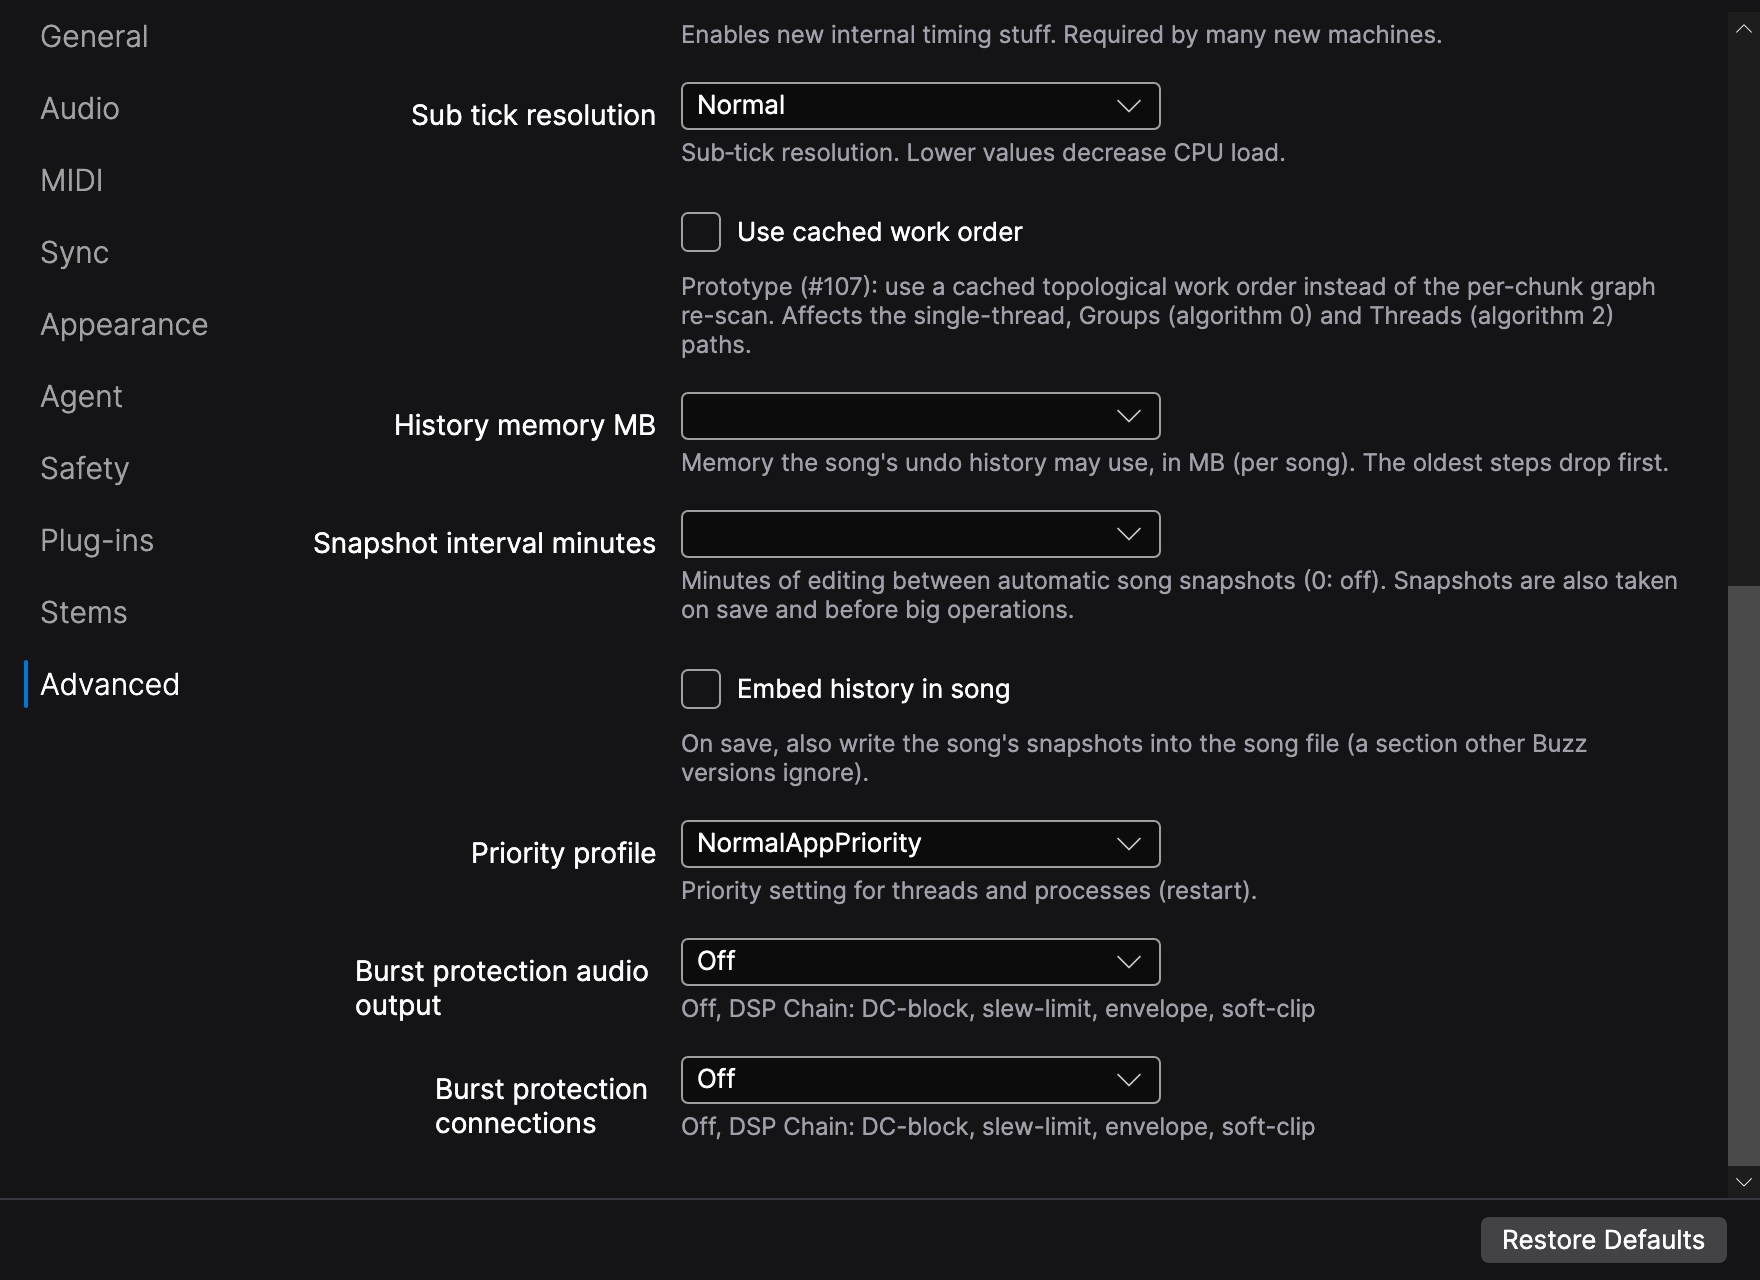 General
Audio
MIDI
Sync
Appearance
Agent
Safety
Plug-ins
Stems
Advanced
Enables new internal timing stuff. Required by many new machines.
Sub tick resolution
Normal
Sub-tick resolution. Lower values decrease CPU load.
Use cached work order
Prototype (#107): use a cached topological work order instead of the per-chunk graph
re-scan. Affects the single-thread, Groups (algorithm 0) and Threads (algorithm 2)
paths.
History memory MB
Memory the song's undo history may use, in MB (per song). The oldest steps drop first.
Snapshot interval minutes
Minutes of editing between automatic song snapshots (0: off). Snapshots are also taken
on save and before big operations.
Embed history in song
On save, also write the song's snapshots into the song file (a section other Buzz
versions ignore).
Priority profile
NormalAppPriority
Priority setting for threads and processes (restart).
Burst protection audio
output
Off
Off, DSP Chain: DC-block, slew-limit, envelope, soft-clip
Burst protection
connections
Off
Off, DSP Chain: DC-block, slew-limit, envelope, soft-clip
Restore Defaults